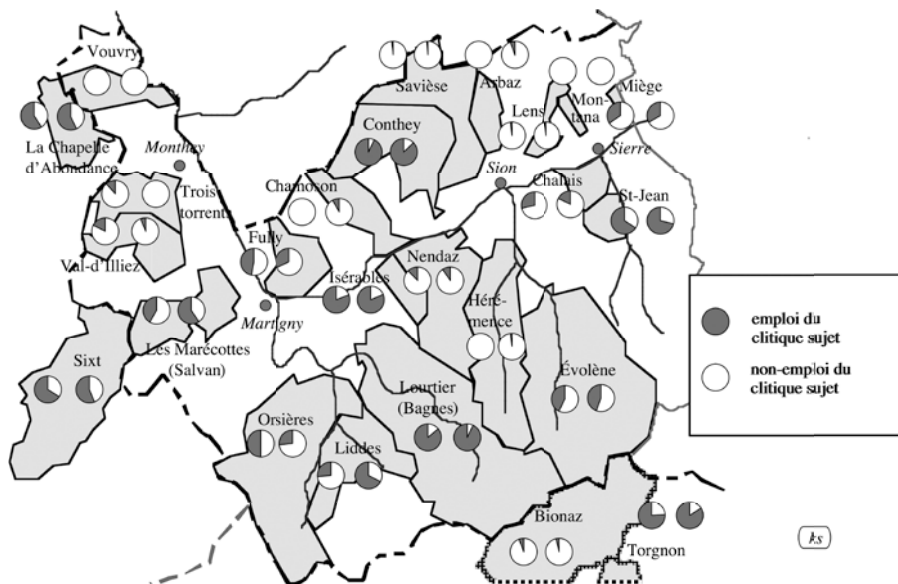 Vouvry
Savièse
Arbaz
Miège
Mon-
tana
Lens
Conthey
La Chapelle
d'Abondance
Monthey
Sierre
Sion
Trois-
torrents
Chamoson
Chalais
St-Jean
Fully
Nendaz
Val-d'Illiez
Isérables
Héré-
mence
Martigny
Les Marécottes
(Salvan)
Sixt
Évolène
Lourtier
(Bagnes)
Orsières
Liddes
Bionaz
Torgnon
emploi du
clitique sujet
non-emploi du
clitique sujet
ks